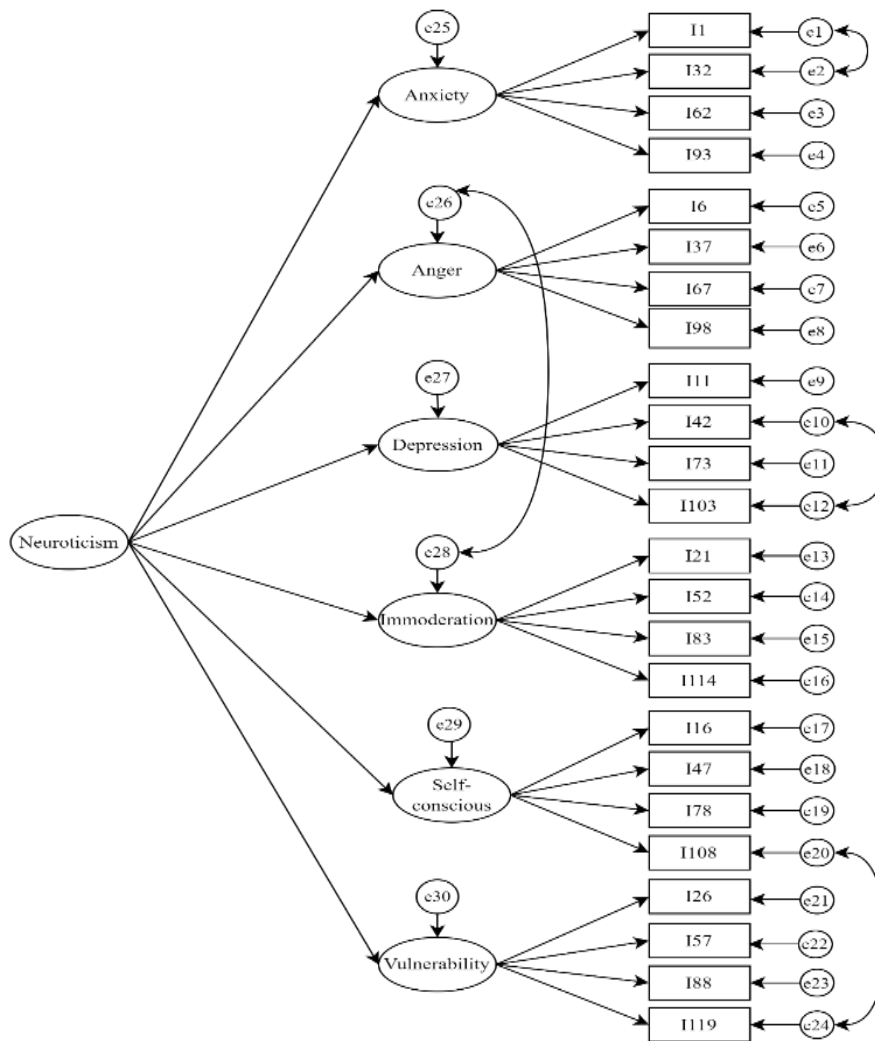 e25
I1
e1
I32
e2
Anxiety
I62
e3
I93
e4
e26
I6
e5
I37
e6
Anger
I67
e7
I98
e8
e27
I11
e9
I42
e10
Depression
I73
e11
I103
e12
Neuroticism
e28
I21
e13
I52
e14
Immoderation
I83
e15
I114
e16
e29
I16
e17
I47
e18
Self-
conscious
I78
e19
I108
e20
e30
I26
e21
I57
e22
Vulnerability
I88
e23
I119
e24